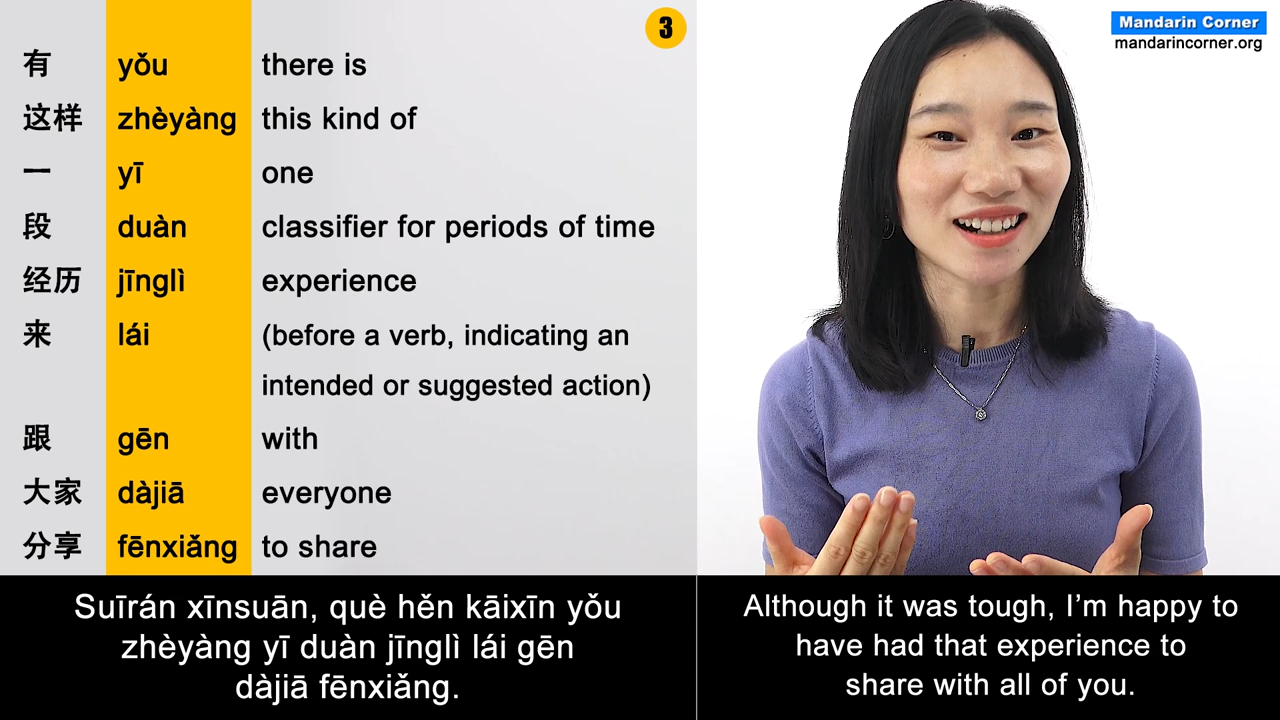 3
有 yǒu there is
这样 zhèyàng this kind of
一 yī one
段 duàn classifier for periods of time
经历 jīnglì experience
来 lái (before a verb, indicating an
intended or suggested action)
跟 gēn with
大家 dàjiā everyone
分享 fēnxiǎng to share
Suīrán xīnsuān, què hěn kāixīn yǒu
zhèyàng yī duàn jīnglì lái gēn
dàjiā fēnxiǎng.
Mandarin Corner
mandarincorner.org
Although it was tough, I’m happy to
have had that experience to
share with all of you.